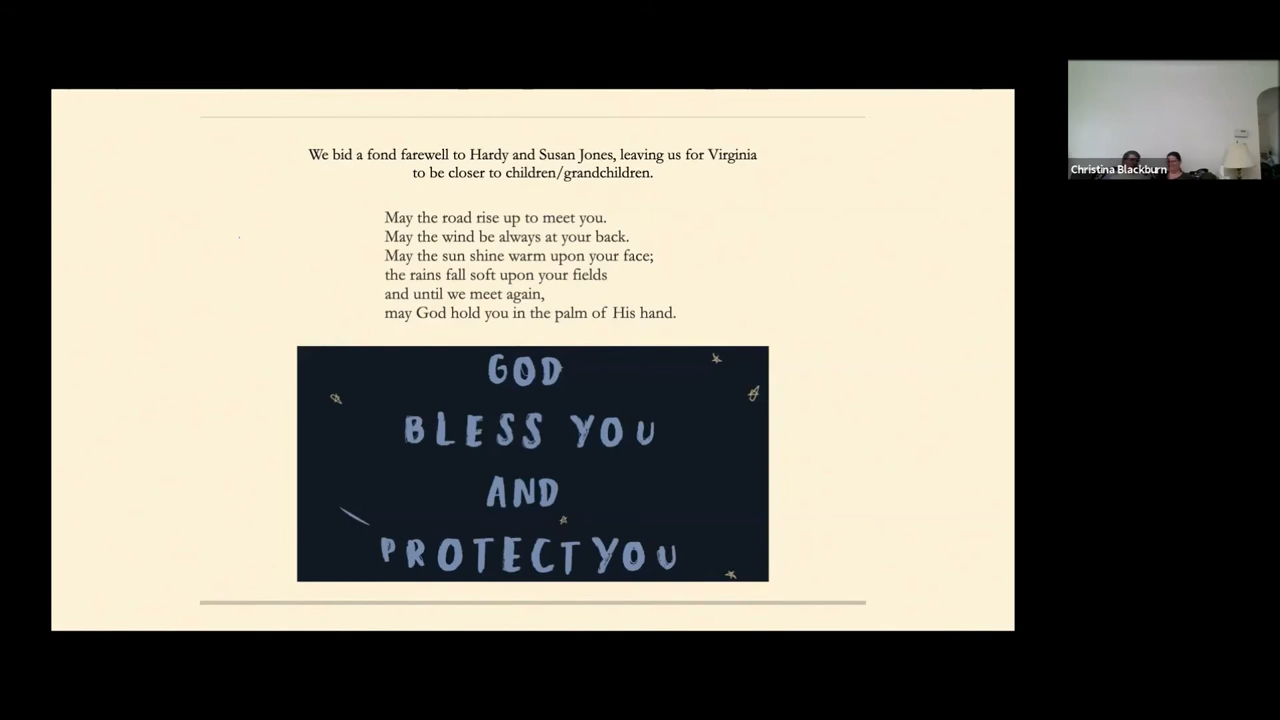 We bid a fond farewell to Hardy and Susan Jones, leaving us for Virginia
to be closer to children/grandchildren.
May the road rise up to meet you.
May the wind be always at your back.
May the sun shine warm upon your face;
the rains fall soft upon your fields
and until we meet again,
may God hold you in the palm of His hand.
GOD
BLESS YOU
AND
PROTECT YOU
Christina Blackburn